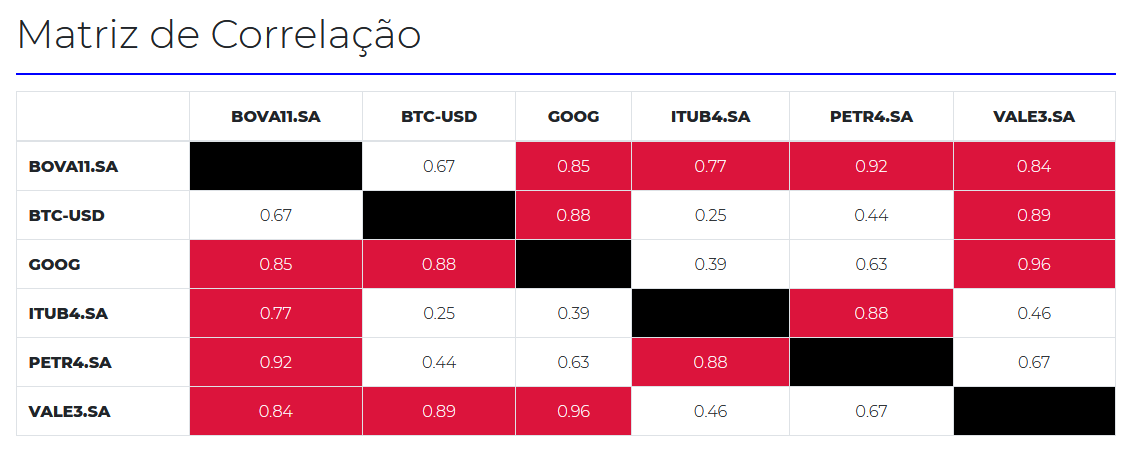 Matriz de Correlação
BOVA11.SA BTC-USD GOOG ITUB4.SA PETR4.SA VALE3.SA
BOVA11.SA 0.67 0.85 0.77 0.92 0.84
BTC-USD 0.67 0.88 0.25 0.44 0.89
GOOG 0.85 0.88 0.39 0.63 0.96
ITUB4.SA 0.77 0.25 0.39 0.88 0.46
PETR4.SA 0.92 0.44 0.63 0.88 0.67
VALE3.SA 0.84 0.89 0.96 0.46 0.67